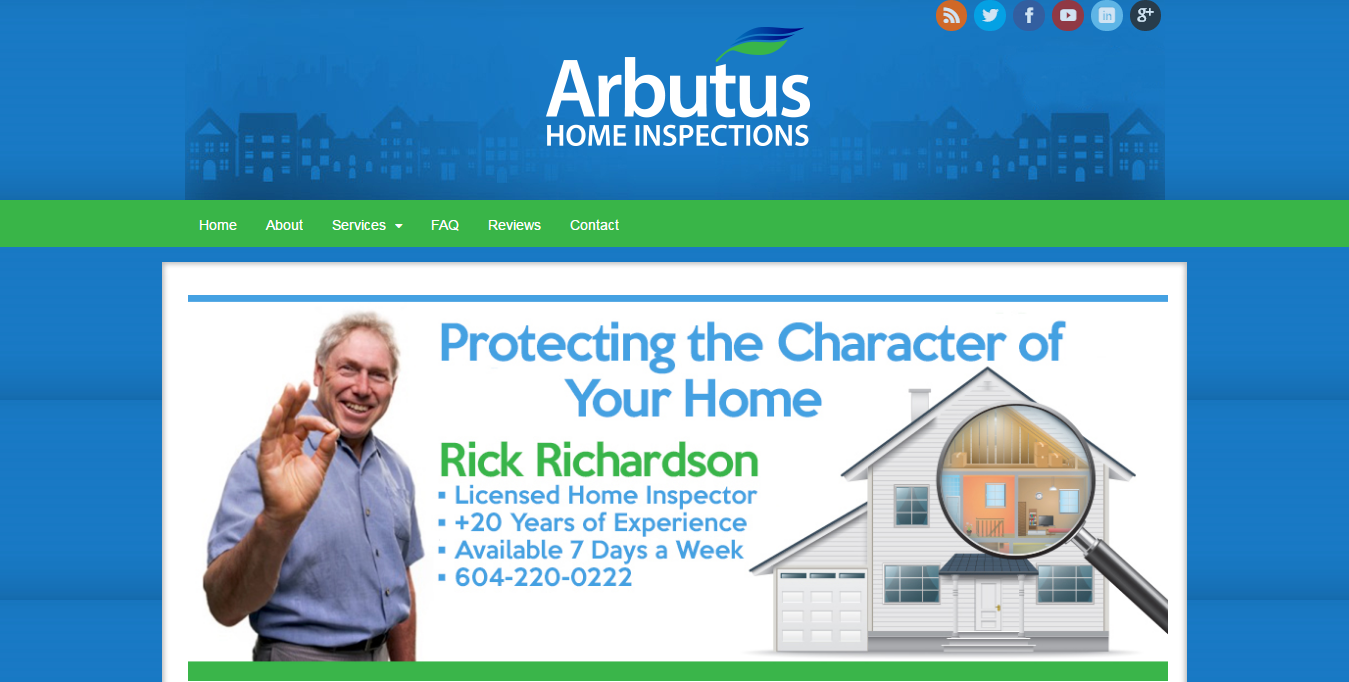 Arbutus
HOME INSPECTIONS
Home About Services FAQ Reviews Contact
Protecting the Character of
Your Home
Rick Richardson
▪ Licensed Home Inspector
▪ +20 Years of Experience
▪ Available 7 Days a Week
▪ 604-220-0222